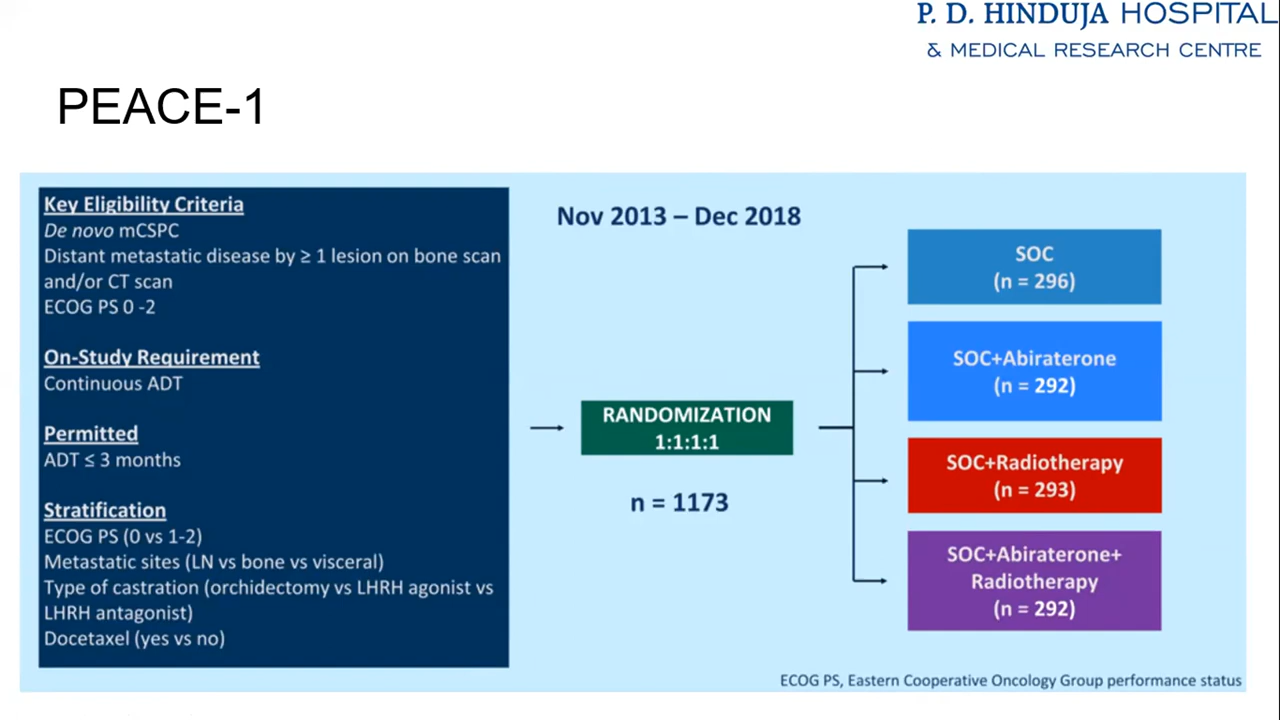 P. D. HINDUJA HOSPITAL
& MEDICAL RESEARCH CENTRE
PEACE-1
Key Eligibility Criteria
De novo mCSPC
Distant metastatic disease by ≥ 1 lesion on bone scan
and/or CT scan
ECOG PS 0 -2
On-Study Requirement
Continuous ADT
Permitted
ADT ≤ 3 months
Stratification
ECOG PS (0 vs 1-2)
Metastatic sites (LN vs bone vs visceral)
Type of castration (orchidectomy vs LHRH agonist vs
LHRH antagonist)
Docetaxel (yes vs no)
Nov 2013 – Dec 2018
RANDOMIZATION
1:1:1:1
n = 1173
SOC
(n = 296)
SOC+Abiraterone
(n = 292)
SOC+Radiotherapy
(n = 293)
SOC+Abiraterone+
Radiotherapy
(n = 292)
ECOG PS, Eastern Cooperative Oncology Group performance status